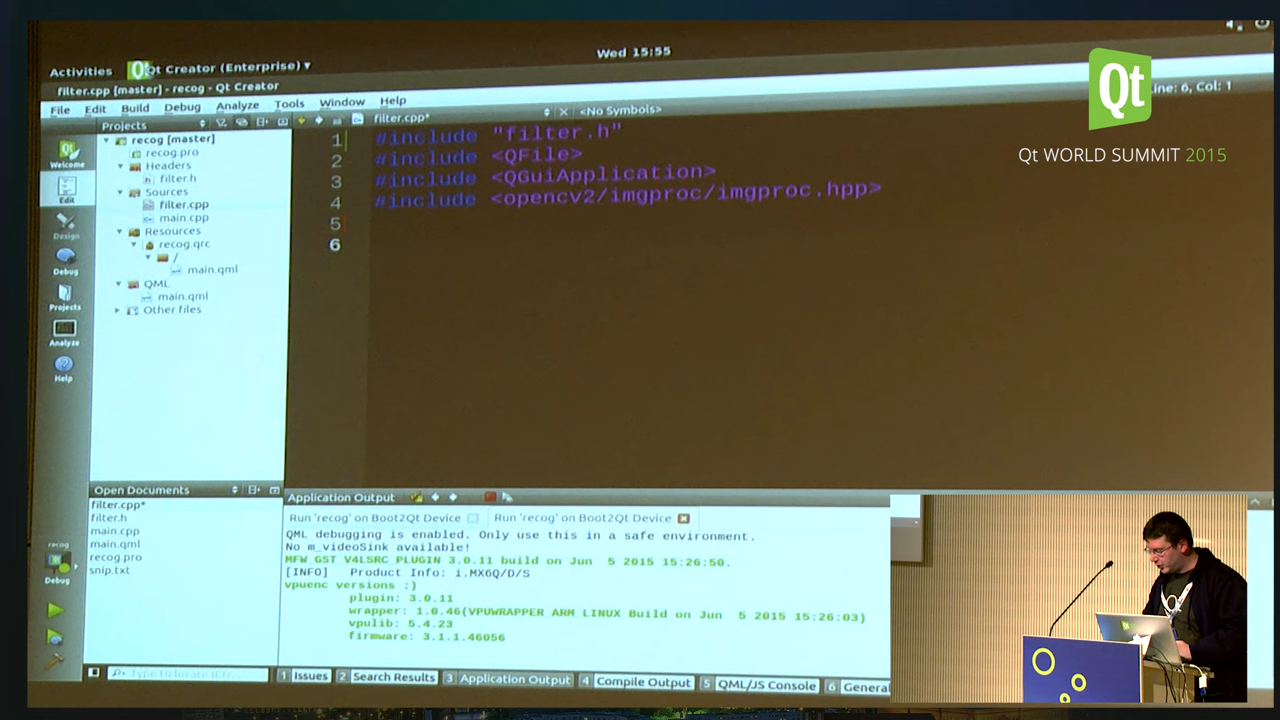 Wed 15:55
Activities Qt Creator (Enterprise) ▾
filter.cpp [master] - recog - Qt Creator
File Edit Build Debug Analyze Tools Window Help
Projects
filter.cpp*
<No Symbols>
Line: 6, Col: 1
Qt
Qt WORLD SUMMIT 2015
Welcome
Edit
Design
Debug
Projects
Analyze
Help
recog [master]
recog.pro
Headers
filter.h
Sources
filter.cpp
main.cpp
Resources
recog.qrc
/
main.qml
QML
main.qml
Other files
1 #include "filter.h"
2 #include <QFile>
3 #include <QGuiApplication>
4 #include <opencv2/imgproc/imgproc.hpp>
5
6
Open Documents
filter.cpp*
filter.h
main.cpp
main.qml
recog.pro
snip.txt
recog
Debug
Application Output
Run 'recog' on Boot2Qt Device
Run 'recog' on Boot2Qt Device
QML debugging is enabled. Only use this in a safe environment.
No m_videoSink available!
MFW_GST_V4LSRC_PLUGIN 3.0.11 build on Jun 5 2015 15:26:50.
[INFO] Product Info: i.MX6Q/D/S
vpuenc versions :)
plugin: 3.0.11
wrapper: 1.0.46(VPUWRAPPER_ARM_LINUX Build on Jun 5 2015 15:26:03)
vpulib: 5.4.23
firmware: 3.1.1.46056
Type to locate (Ctrl...
1 Issues 2 Search Results 3 Application Output 4 Compile Output 5 QML/JS Console 6 General